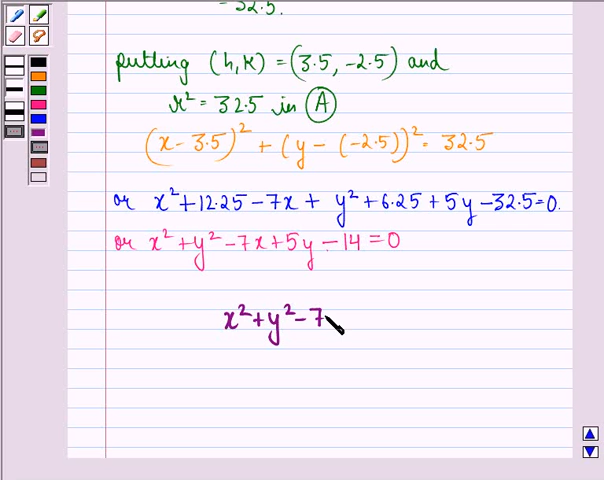 = 32.5.
putting (h,k) = (3.5, -2.5) and
r² = 32.5 in Ⓐ
(x - 3.5)² + (y - (-2.5))² = 32.5
or x² + 12.25 - 7x + y² + 6.25 + 5y - 32.5 = 0.
or x² + y² - 7x + 5y - 14 = 0
x² + y² - 7